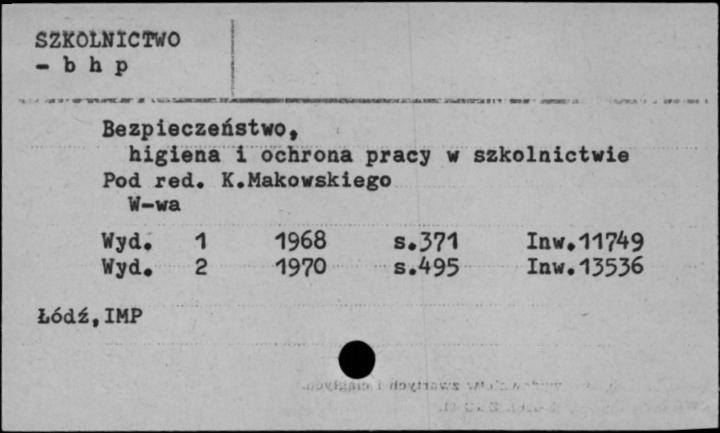 SZKOLNICTWO
- b h p
Bezpieczeństwo,
higiena i ochrona pracy w szkolnictwie
Pod red. K.Makowskiego
W-wa
Wyd. 1 1968 s.371 Inw.11749
Wyd. 2 1970 s.495 Inw.13536
Łódź,IMP